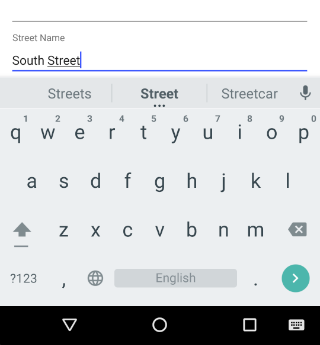 Street Name
South Street
Streets Street Streetcar
1 2 3 4 5 6 7 8 9 0
q w e r t y u i o p
a s d f g h j k l
z x c v b n m
?123 , English .